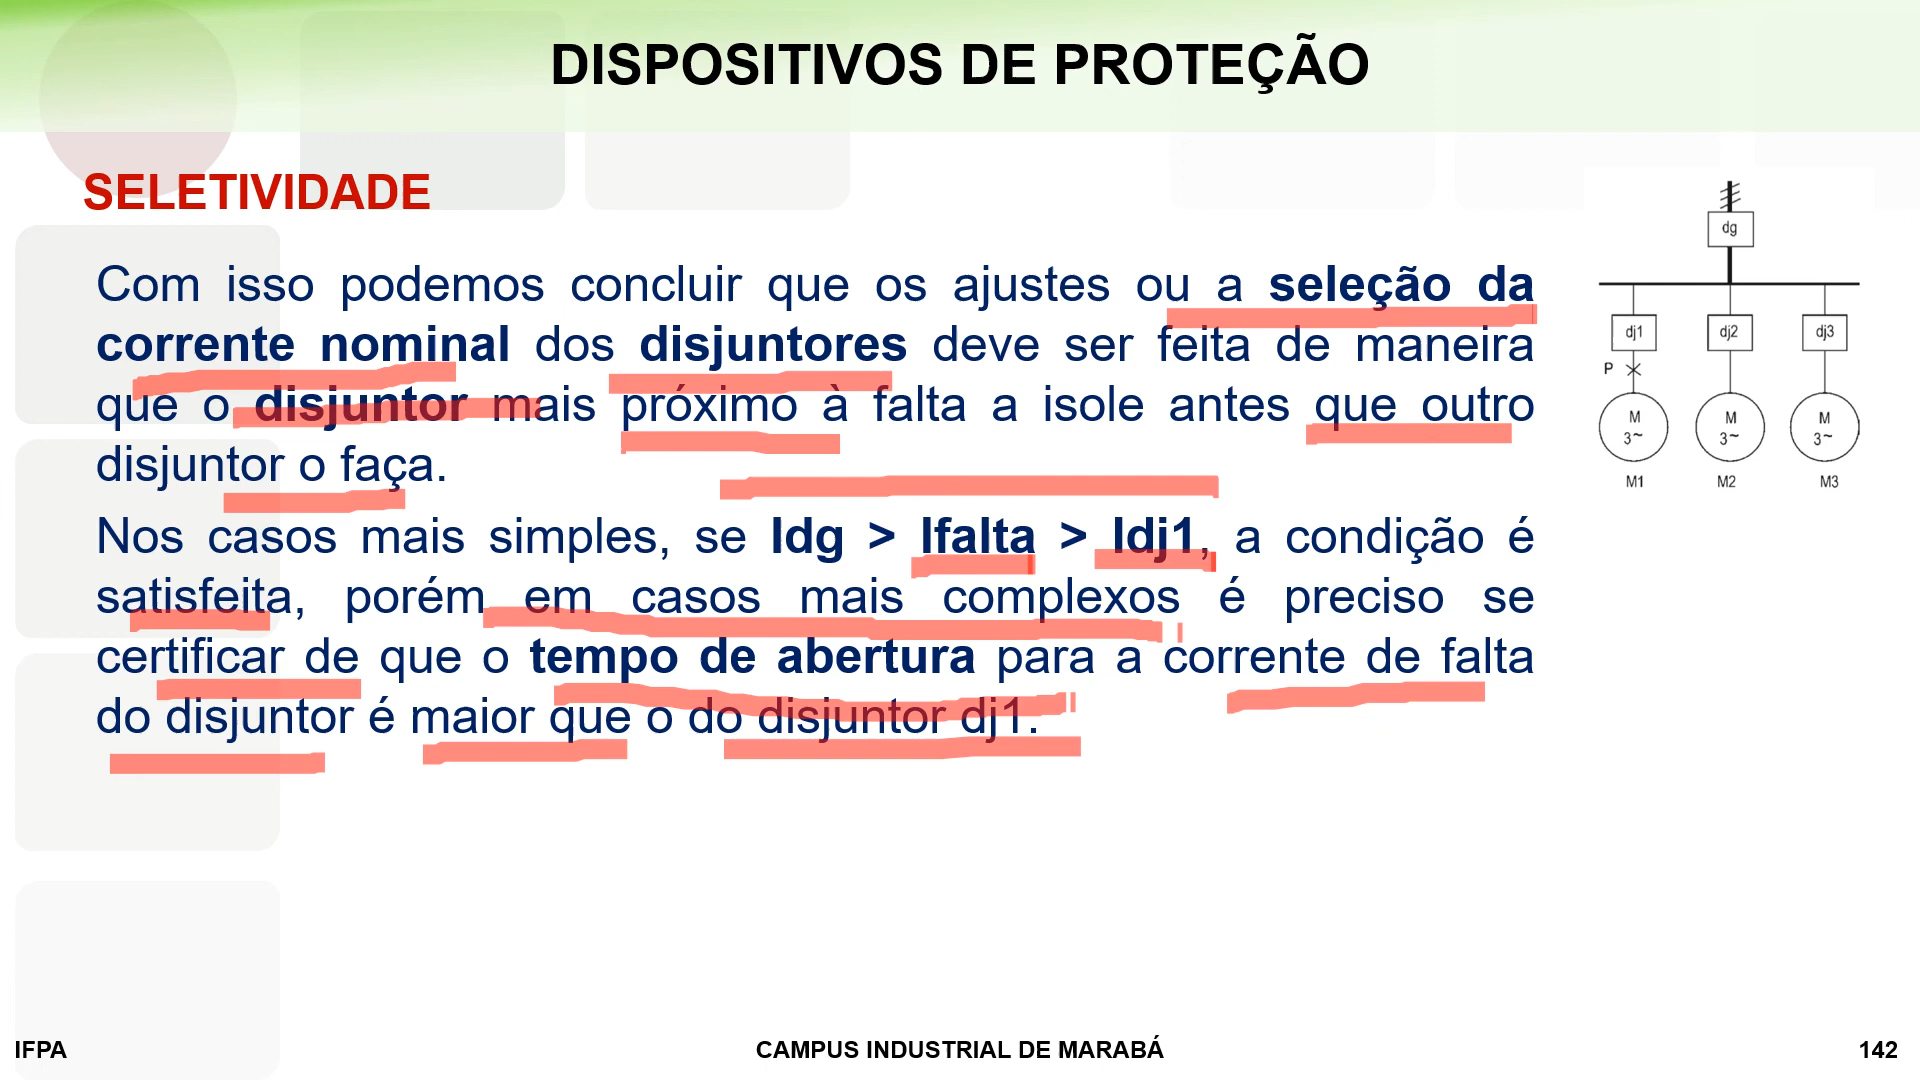 DISPOSITIVOS DE PROTEÇÃO
SELETIVIDADE
Com isso podemos concluir que os ajustes ou a seleção da
corrente nominal dos disjuntores deve ser feita de maneira
que o disjuntor mais próximo à falta a isole antes que outro
disjuntor o faça.
Nos casos mais simples, se Idg > Ifalta > Idj1, a condição é
satisfeita, porém em casos mais complexos é preciso se
certificar de que o tempo de abertura para a corrente de falta
do disjuntor é maior que o do disjuntor dj1.
dg
dj1 dj2 dj3
P
M M M
3~ 3~ 3~
M1 M2 M3
IFPA CAMPUS INDUSTRIAL DE MARABÁ 142